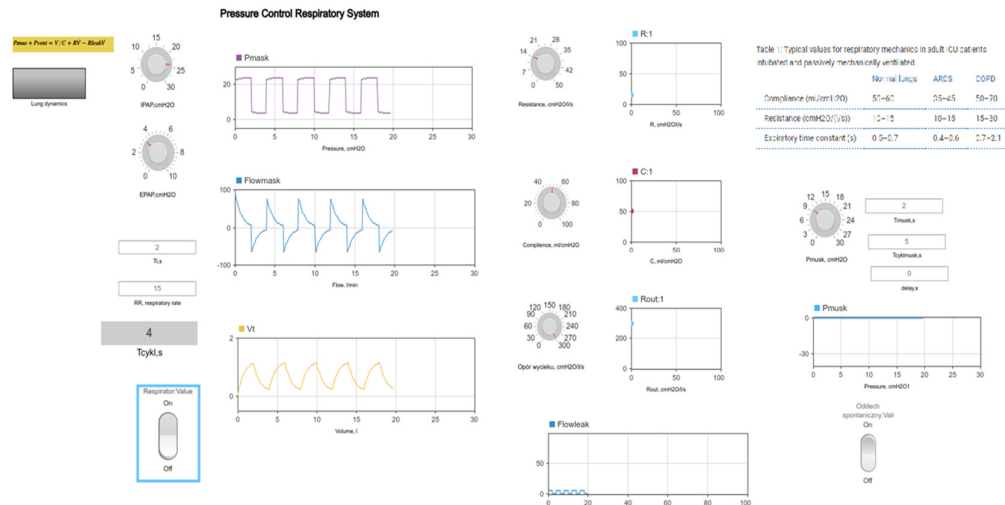 Pressure Control Respiratory System
Pmus + Pvent = V/C + RV̇ − RleakV̇
Lung dynamics
0 5 10 15 20 25 30
IPAP,cmH2O
0 2 4 6 8 10
EPAP,cmH2O
2
Ti,s
15
RR, respiratory rate
4
Tcykl,s
Respirator:Value
On
Off
Pmask
20
0
0 5 10 15 20 25 30
Pressure, cmH2O
Flowmask
100
0
-100
0 5 10 15 20 25 30
Flow, l/min
Vt
2
0
0 5 10 15 20 25 30
Volume, l
0 7 14 21 28 35 42 50
Resistance, cmH2O/l/s
R:1
100
50
0
0 50 100
R, cmH2O/l/s
0 20 40 60 80 100
Complience, ml/cmH2O
C:1
100
50
0
0 50 100
C, ml/cmH2O
0 30 60 90 120 150 180 210 240 270 300
Opór wycieku, cmH2O/l/s
Rout:1
400
200
0
0 50 100
Rout, cmH2O/l/s
Flowleak
50
0
0 20 40 60 80 100
Table 1: Typical values for respiratory mechanics in adult ICU patients
intubated and passively mechanically ventilated.
Normal lungs ARDS COPD
Compliance (ml/cmH2O) 50–60 35–45 50–70
Resistance (cmH2O/(l/s)) 10–15 10–15 15–30
Expiratory time constant (s) 0.5–0.7 0.4–0.6 0.7–2.1
0 3 6 9 12 15 18 21 24 27 30
Pmusk, cmH2O
2
Timusk,s
5
Tcyklmusk,s
0
delay,s
Pmusk
0
-30
0 5 10 15 20 25 30
Pressure, cmH2O1
Oddech
spontaniczny:Val
On
Off